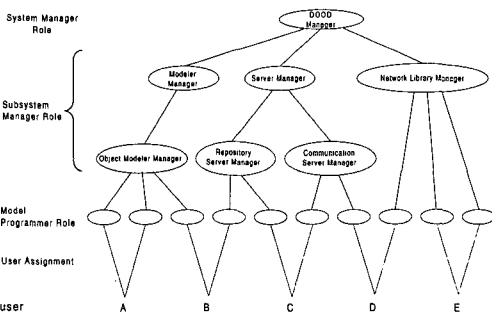 System Manager
Role
DOOD
Manager
Modeler
Manager
Server Manager
Network Library Manager
Subsystem
Manager Role
Object Modeler Manager
Repository
Server Manager
Communication
Server Manager
Model
Programmer Role
User Assignment
user
A
B
C
D
E